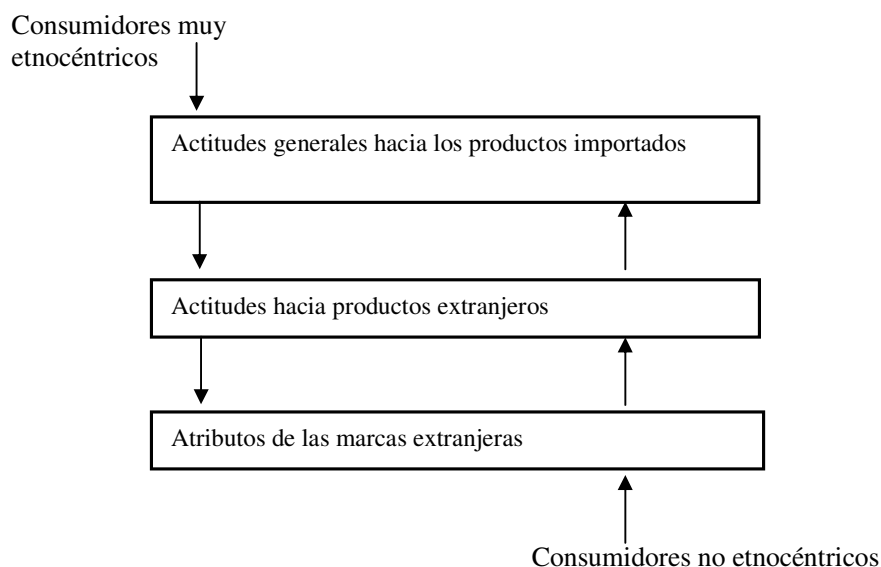 Consumidores muy
etnocéntricos
Actitudes generales hacia los productos importados
Actitudes hacia productos extranjeros
Atributos de las marcas extranjeras
Consumidores no etnocéntricos